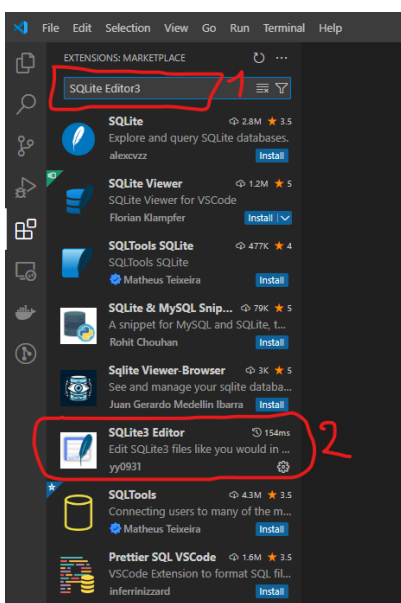 File Edit Selection View Go Run Terminal Help
EXTENSIONS: MARKETPLACE
SQLite Editor3
1
SQLite 2.8M ★ 3.5
Explore and query SQLite databases.
alexcvzz Install
SQLite Viewer 1.2M ★ 5
SQLite Viewer for VSCode
Florian Klampfer Install
SQLTools SQLite 477K ★ 4
SQLTools SQLite
Matheus Teixeira Install
SQLite & MySQL Snip... 79K ★ 5
A snippet for MySQL and SQLite, t...
Rohit Chouhan Install
Sqlite Viewer-Browser 3K ★ 5
See and manage your sqlite databa...
Juan Gerardo Medellin Ibarra Install
SQLite3 Editor 154ms
Edit SQLite3 files like you would in ...
yy0931
2
SQLTools 4.3M ★ 3.5
Connecting users to many of the m...
Matheus Teixeira Install
Prettier SQL VSCode 1.6M ★ 3.5
VSCode Extension to format SQL fil...
inferrinizzard Install